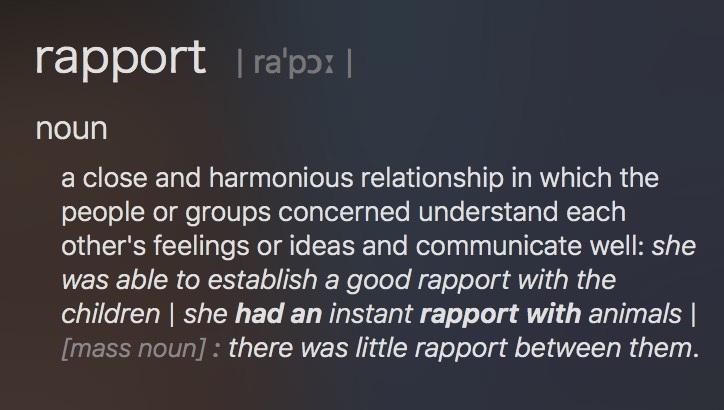 rapport | raˈpɔː |
noun
a close and harmonious relationship in which the
people or groups concerned understand each
other's feelings or ideas and communicate well: she
was able to establish a good rapport with the
children | she had an instant rapport with animals |
[mass noun] : there was little rapport between them.